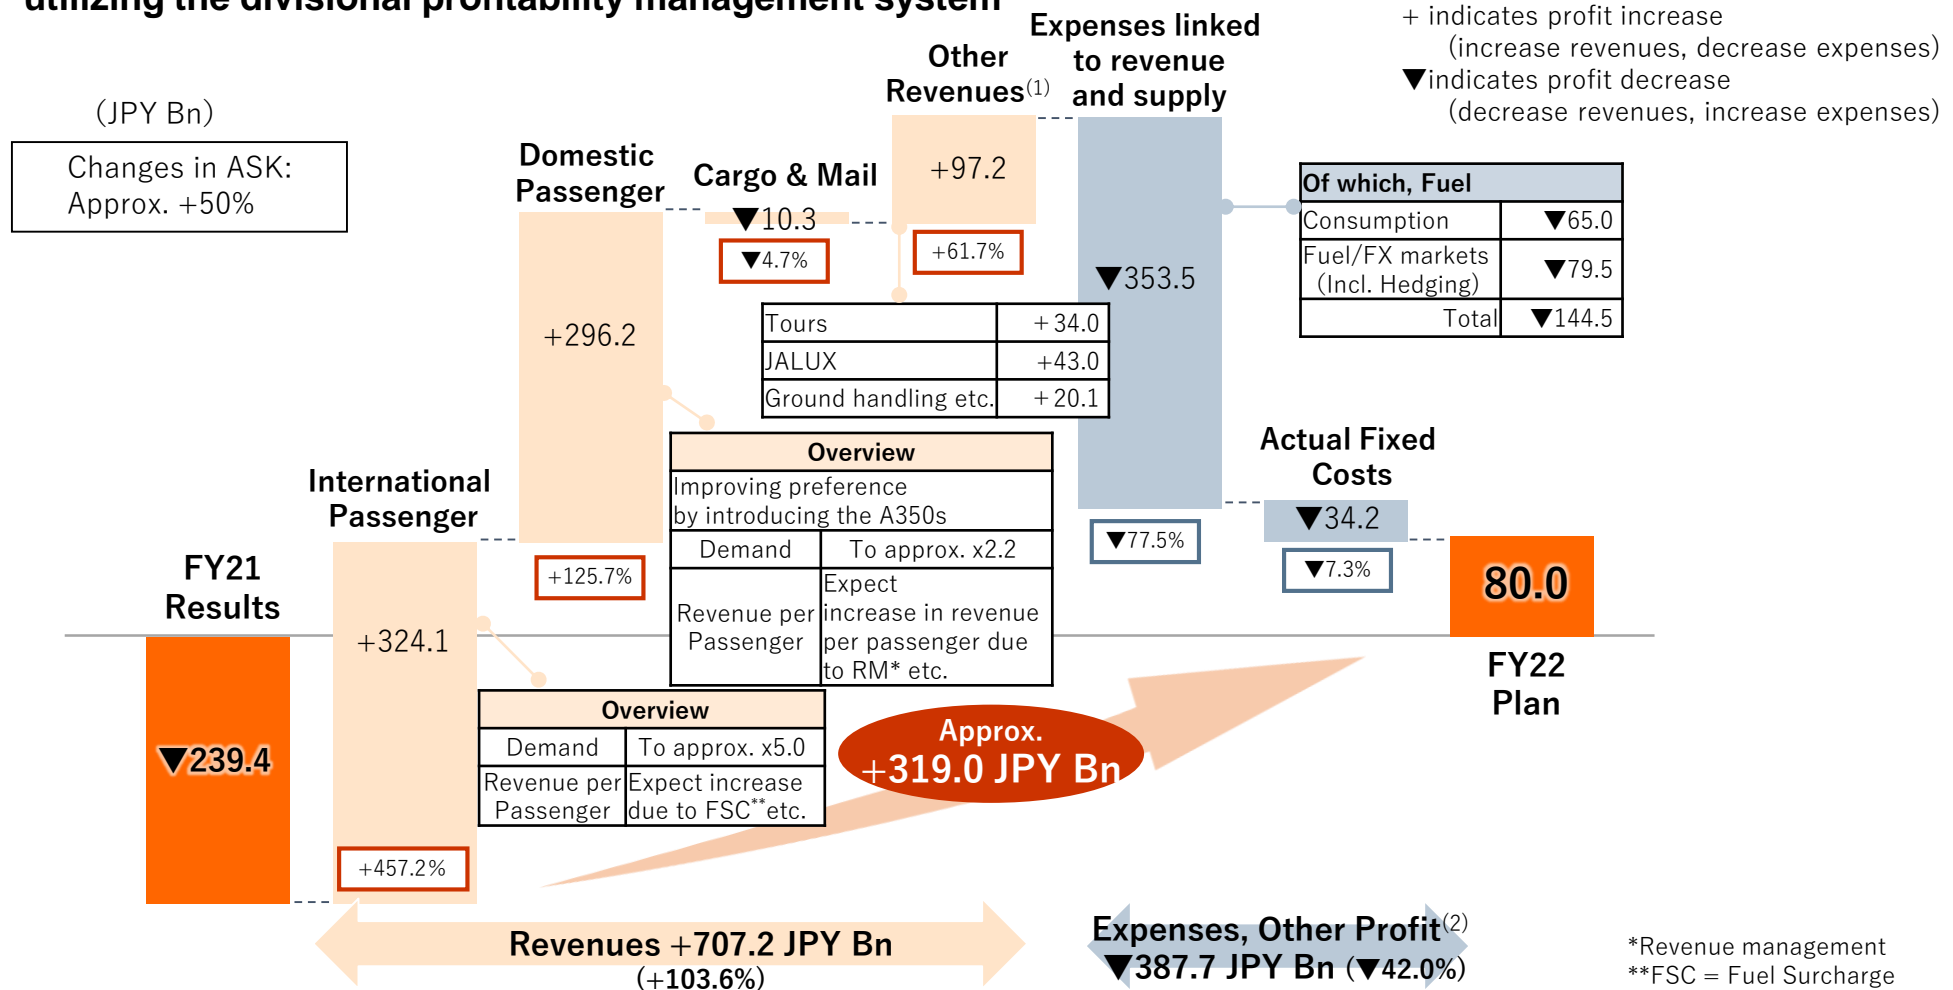 utilizing the divisional profitability management system
+ indicates profit increase
(increase revenues, decrease expenses)
▼indicates profit decrease
(decrease revenues, increase expenses)
(JPY Bn)
Changes in ASK:
Approx. +50%
FY21
Results
▼239.4
International
Passenger
+324.1
+457.2%
Overview
Demand
To approx. x5.0
Revenue per
Passenger
Expect increase
due to FSC**etc.
Domestic
Passenger
+296.2
+125.7%
Overview
Improving preference
by introducing the A350s
Demand
To approx. x2.2
Revenue per
Passenger
Expect
increase in revenue
per passenger due
to RM* etc.
Cargo & Mail
▼10.3
▼4.7%
Other
Revenues(1)
+97.2
+61.7%
Tours +34.0
JALUX +43.0
Ground handling etc. +20.1
Expenses linked
to revenue
and supply
▼353.5
▼77.5%
Of which, Fuel
Consumption ▼65.0
Fuel/FX markets
(Incl. Hedging)
▼79.5
Total ▼144.5
Actual Fixed
Costs
▼34.2
▼7.3%
80.0
FY22
Plan
Approx.
+319.0 JPY Bn
Revenues +707.2 JPY Bn
(+103.6%)
Expenses, Other Profit(2)
▼387.7 JPY Bn (▼42.0%)
*Revenue management
**FSC = Fuel Surcharge